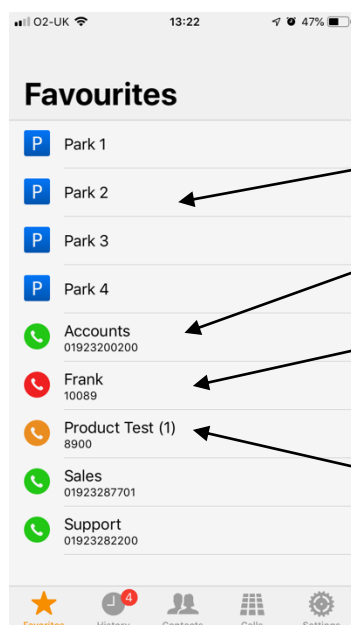 O2-UK 13:22 47%
Favourites
P Park 1
P Park 2
P Park 3
P Park 4
Accounts
01923200200
Frank
10089
Product Test (1)
8900
Sales
01923287701
Support
01923282200
4
Favorites History Contacts Calls Settings